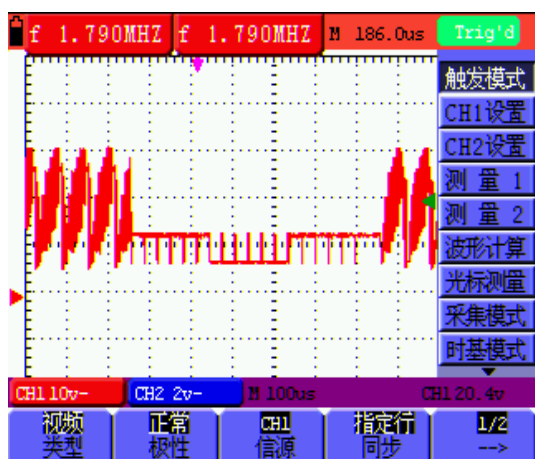 f 1.790MHZ f 1.790MHZ M 186.0us Trig'd
触发模式
CH1设置
CH2设置
测量 1
测量 2
波形计算
光标测量
采集模式
时基模式
CH1 10v~ CH2 2v~ M 100us CH1 20.4v
视频 正常 CH1 指定行 1/2
类型 极性 信源 同步 -->